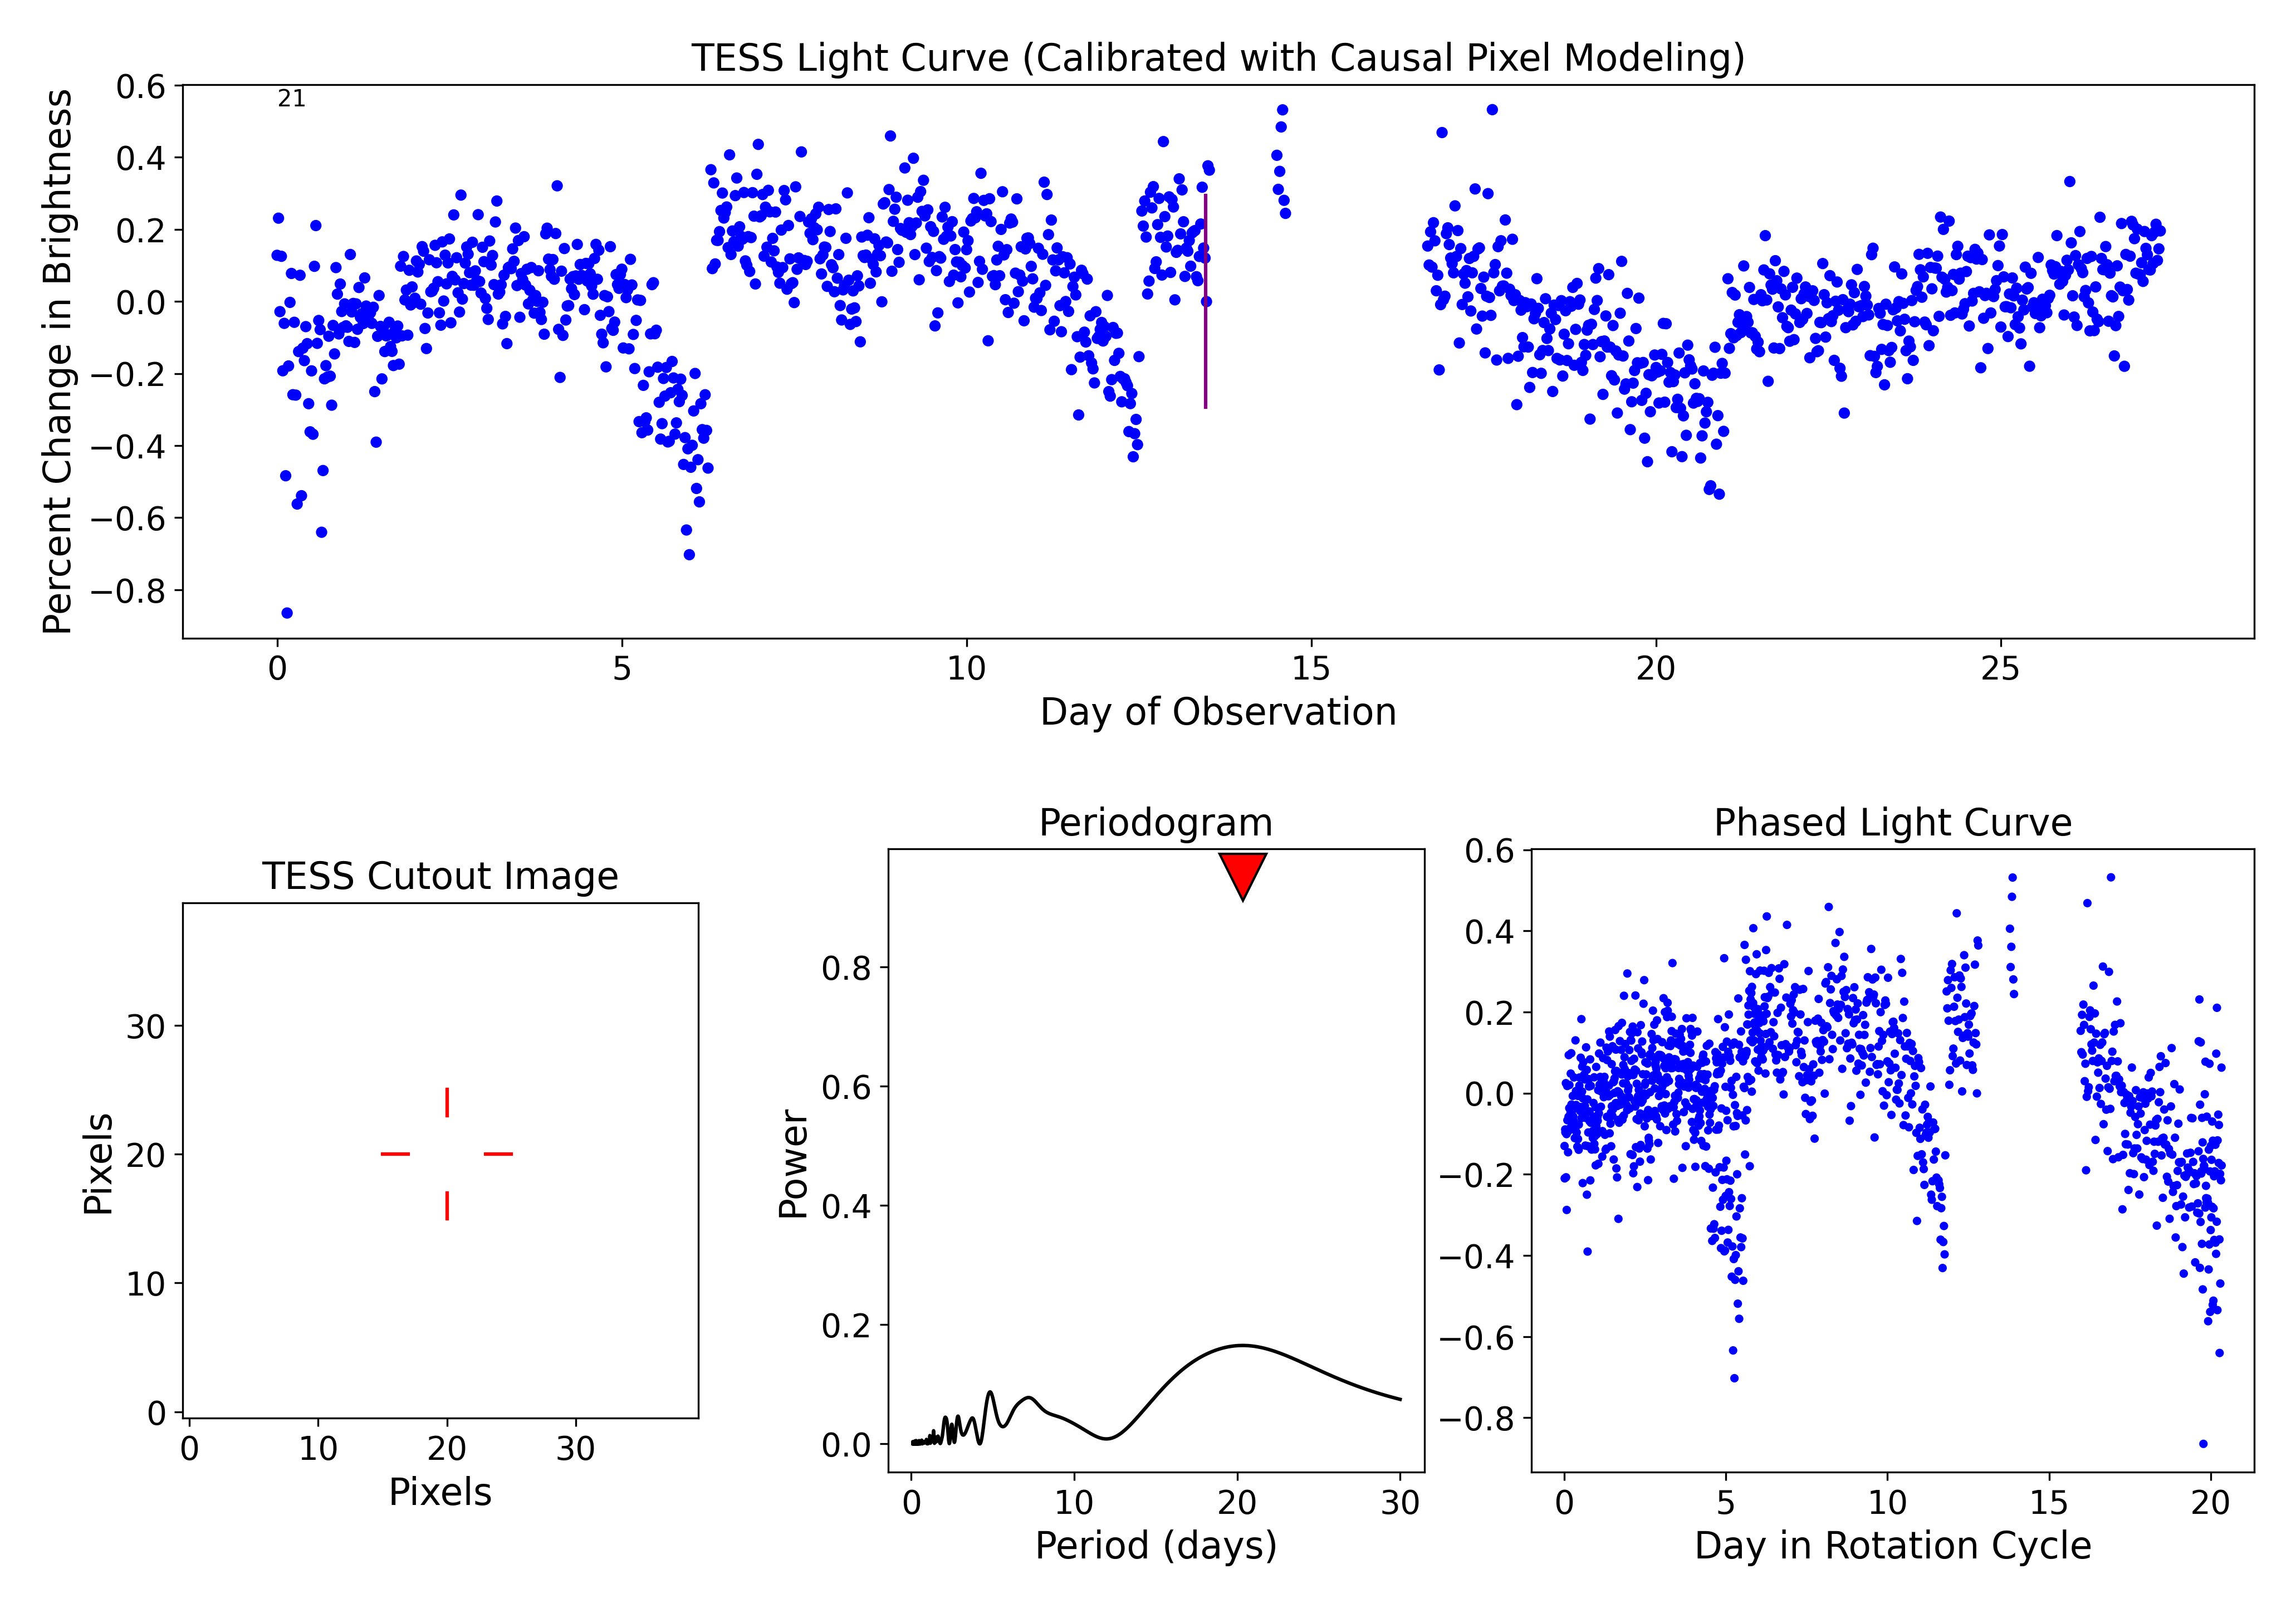 TESS Light Curve (Calibrated with Causal Pixel Modeling)
21
Percent Change in Brightness
0.6
0.4
0.2
0.0
−0.2
−0.4
−0.6
−0.8
0 5 10 15 20 25
Day of Observation
TESS Cutout Image
Pixels
30
20
10
0
0 10 20 30
Pixels
Periodogram
Power
0.8
0.6
0.4
0.2
0.0
0 10 20 30
Period (days)
Phased Light Curve
0.6
0.4
0.2
0.0
−0.2
−0.4
−0.6
−0.8
0 5 10 15 20
Day in Rotation Cycle